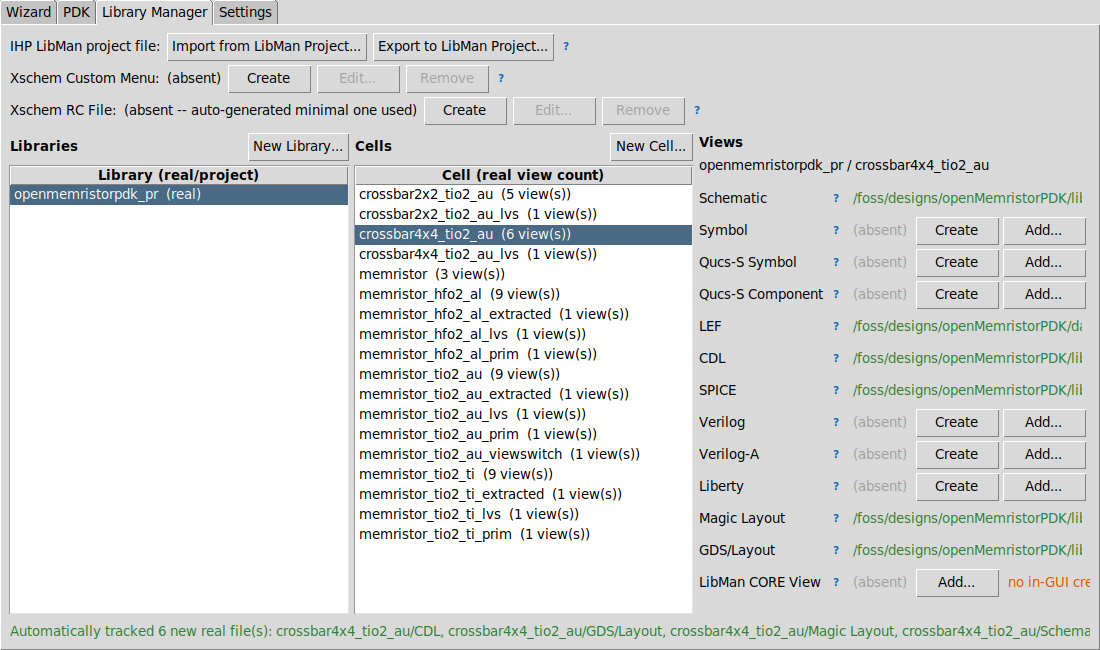 Wizard PDK Library Manager Settings
IHP LibMan project file: Import from LibMan Project... Export to LibMan Project... ?
Xschem Custom Menu: (absent) Create Edit... Remove ?
Xschem RC File: (absent -- auto-generated minimal one used) Create Edit... Remove ?
Libraries New Library...
Library (real/project)
openmemristorpdk_pr (real)
Cells New Cell...
Cell (real view count)
crossbar2x2_tio2_au (5 view(s))
crossbar2x2_tio2_au_lvs (1 view(s))
crossbar4x4_tio2_au (6 view(s))
crossbar4x4_tio2_au_lvs (1 view(s))
memristor (3 view(s))
memristor_hfo2_al (9 view(s))
memristor_hfo2_al_extracted (1 view(s))
memristor_hfo2_al_lvs (1 view(s))
memristor_hfo2_al_prim (1 view(s))
memristor_tio2_au (9 view(s))
memristor_tio2_au_extracted (1 view(s))
memristor_tio2_au_lvs (1 view(s))
memristor_tio2_au_prim (1 view(s))
memristor_tio2_au_viewswitch (1 view(s))
memristor_tio2_ti (9 view(s))
memristor_tio2_ti_extracted (1 view(s))
memristor_tio2_ti_lvs (1 view(s))
memristor_tio2_ti_prim (1 view(s))
Views
openmemristorpdk_pr / crossbar4x4_tio2_au
Schematic ? /foss/designs/openMemristorPDK/lib
Symbol ? (absent) Create Add...
Qucs-S Symbol ? (absent) Create Add...
Qucs-S Component ? (absent) Create Add...
LEF ? /foss/designs/openMemristorPDK/da
CDL ? /foss/designs/openMemristorPDK/lib
SPICE ? /foss/designs/openMemristorPDK/lib
Verilog ? (absent) Create Add...
Verilog-A ? (absent) Create Add...
Liberty ? (absent) Create Add...
Magic Layout ? /foss/designs/openMemristorPDK/lib
GDS/Layout ? /foss/designs/openMemristorPDK/lib
LibMan CORE View ? (absent) Add... no in-GUI cre
Automatically tracked 6 new real file(s): crossbar4x4_tio2_au/CDL, crossbar4x4_tio2_au/GDS/Layout, crossbar4x4_tio2_au/Magic Layout, crossbar4x4_tio2_au/Schema